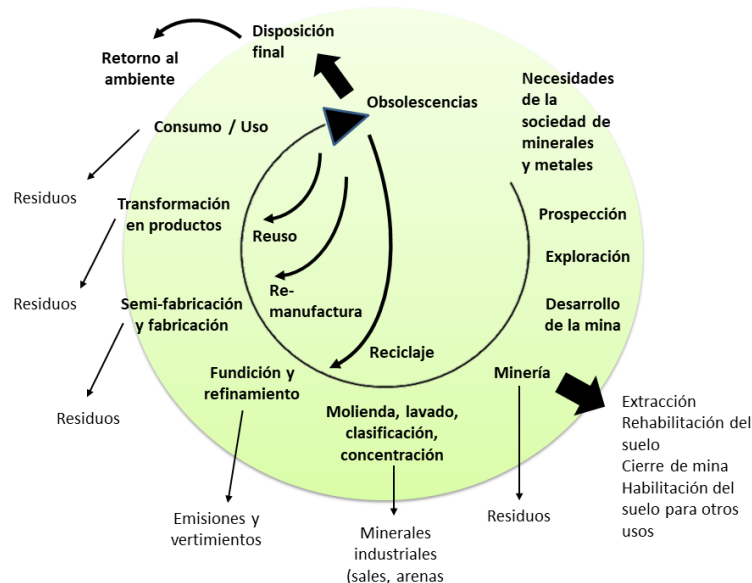 Disposición
final
Retorno al
ambiente
Obsolescencias
Necesidades
de la
sociedad de
minerales
y metales
Consumo / Uso
Residuos
Transformación
en productos
Reuso
Prospección
Exploración
Residuos
Semi-fabricación
y fabricación
Re-
manufactura
Desarrollo
de la mina
Reciclaje
Fundición y
refinamiento
Minería
Residuos
Molienda, lavado,
clasificación,
concentración
Extracción
Rehabilitación del
suelo
Cierre de mina
Habilitación del
suelo para otros
usos
Emisiones y
vertimientos
Minerales
industriales
(sales, arenas
Residuos